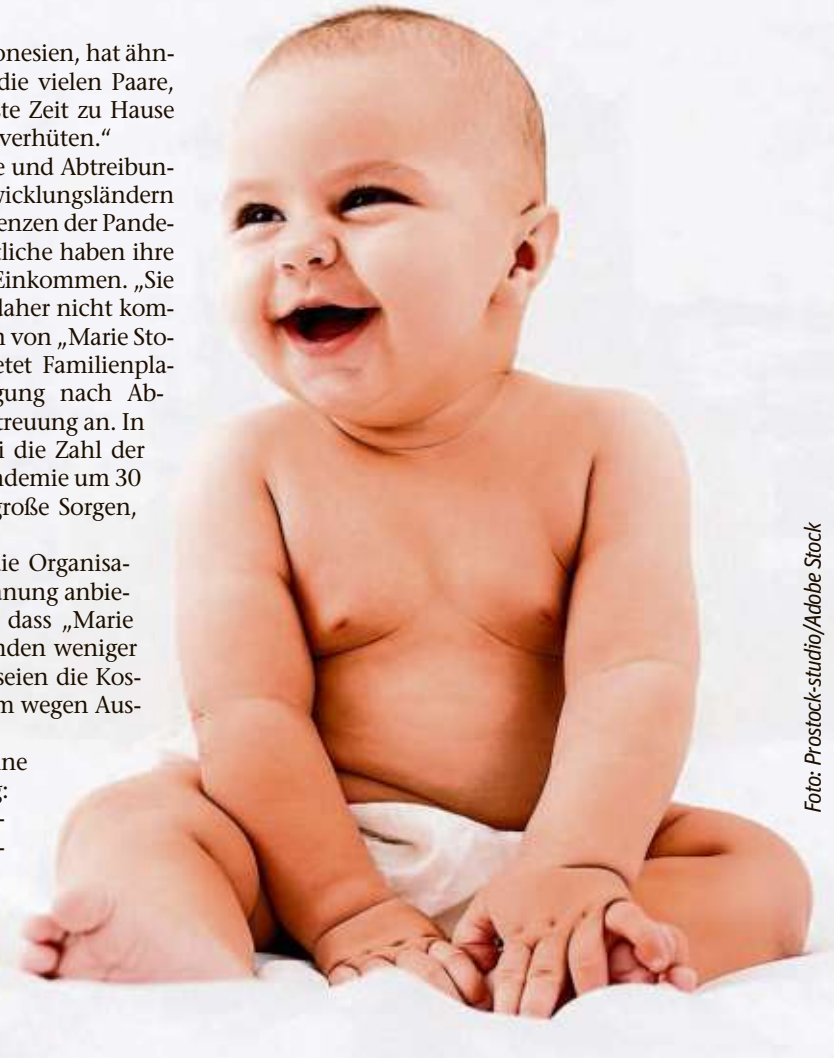 onesien, hat ähn-
die vielen Paare,
te Zeit zu Hause
verhüten.“
e und Abtreibun-
wicklungsländern
enzen der Pande-
tliche haben ihre
Einkommen. „Sie
daher nicht kom-
n von „Marie Sto-
etet Familienpla-
gung nach Ab-
treuung an. In
i die Zahl der
ndemie um 30
große Sorgen,
ie Organisa-
nnung anbie-
dass „Marie
nden weniger
seien die Kos-
m wegen Aus-
ine
g:
-
-
Foto: Prostock-studio/Adobe Stock